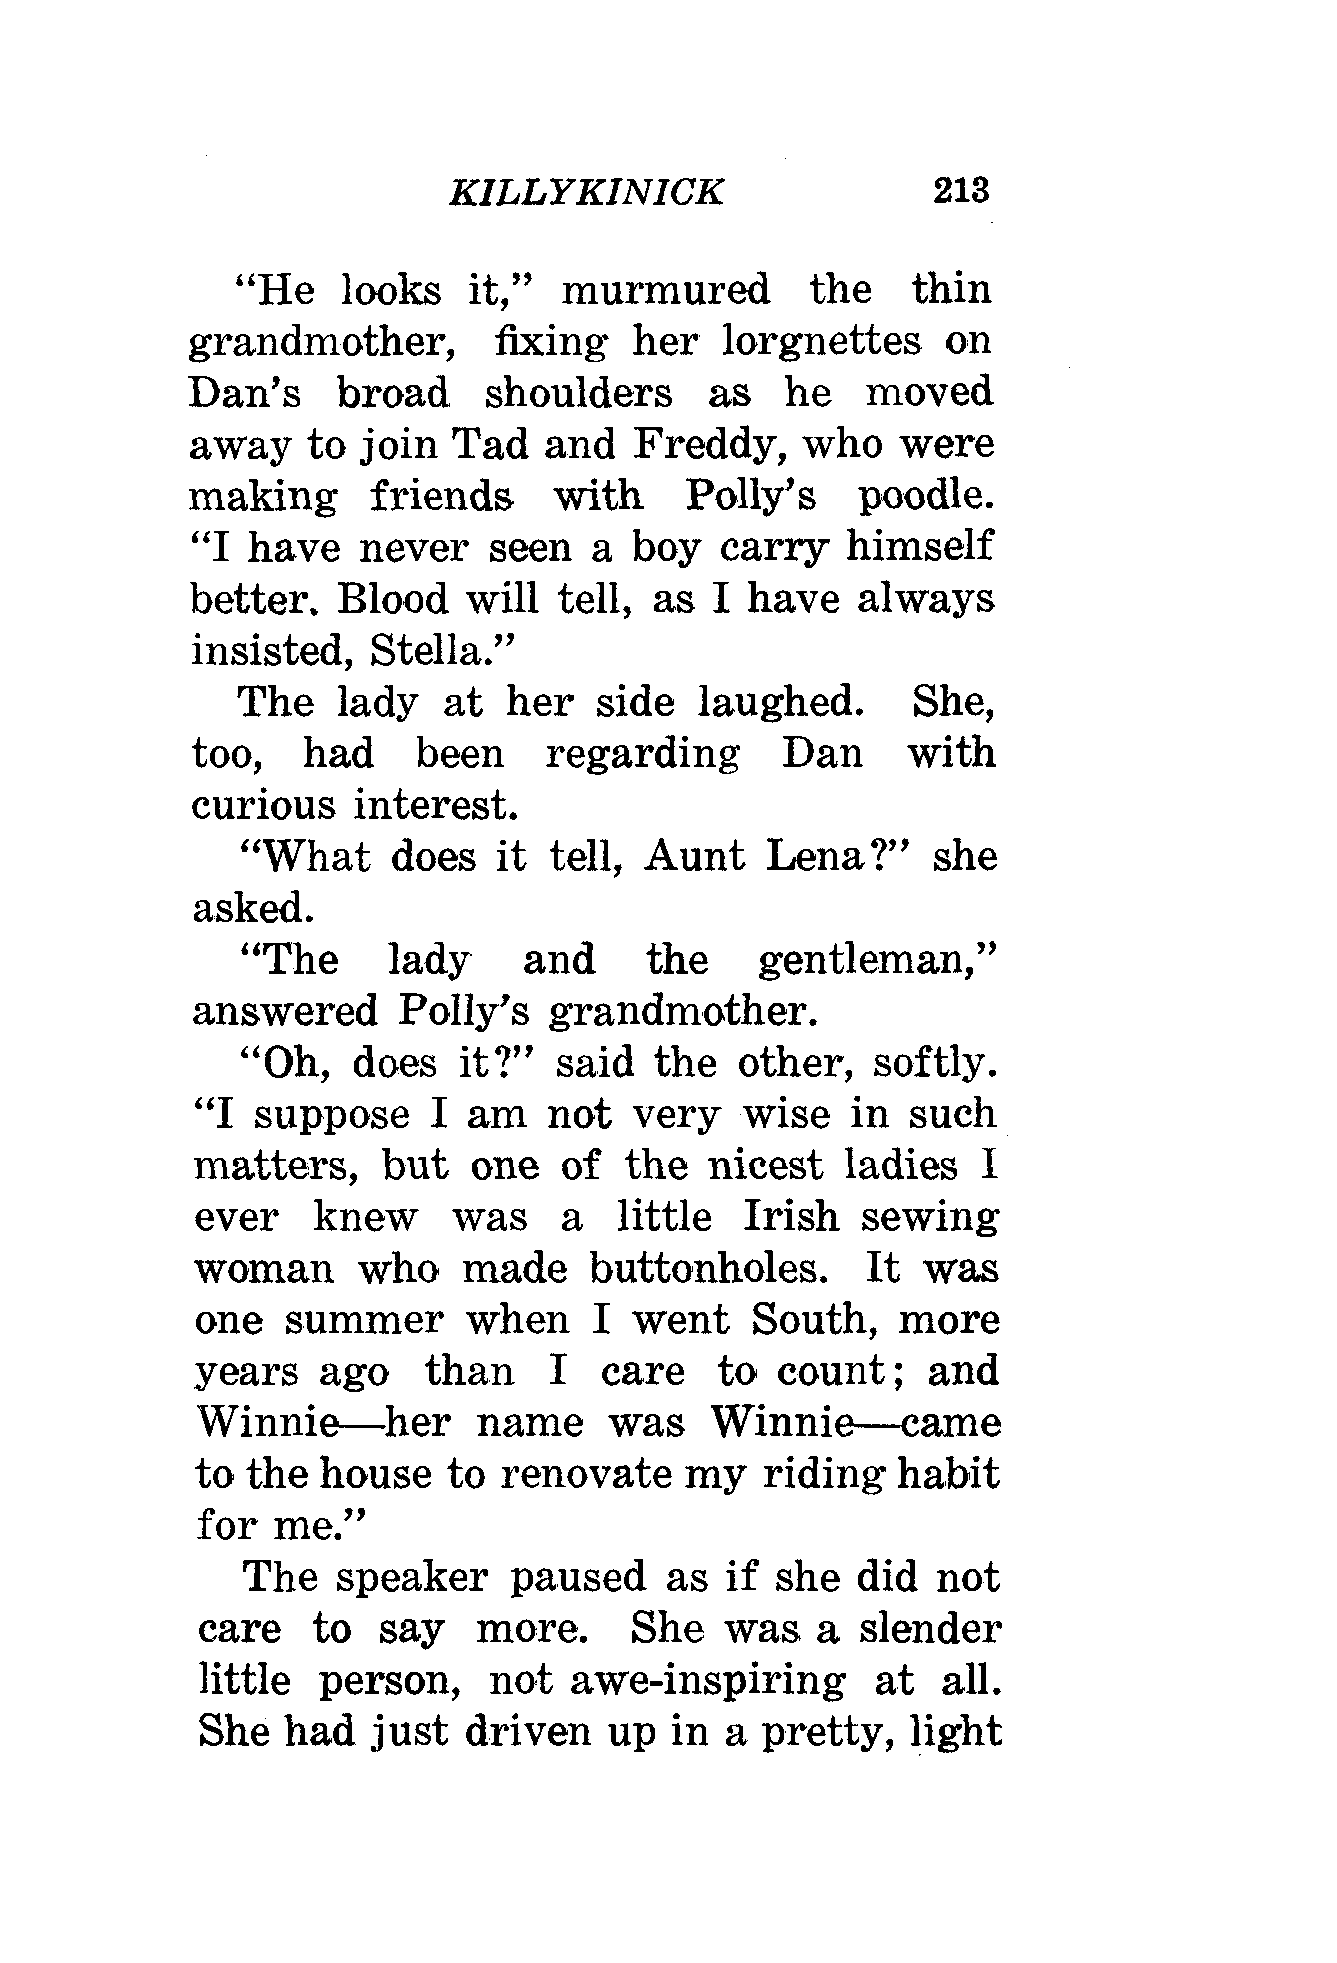 KILLYKINICK 213
“He looks it,” murmured the thin
grandmother, fixing her lorgnettes on
Dan’s broad shoulders as he moved
away to join Tad and Freddy, who were
making friends with Polly’s poodle.
“I have never seen a boy carry himself
better. Blood will tell, as I have always
insisted, Stella.”
The lady at her side laughed. She,
too, had been regarding Dan with
curious interest.
“What does it tell, Aunt Lena?” she
asked.
“The lady and the gentleman,”
answered Polly’s grandmother.
“Oh, does it?” said the other, softly.
“I suppose I am not very wise in such
matters, but one of the nicest ladies I
ever knew was a little Irish sewing
woman who made buttonholes. It was
one summer when I went South, more
years ago than I care to count; and
Winnie—her name was Winnie—came
to the house to renovate my riding habit
for me.”
The speaker paused as if she did not
care to say more. She was a slender
little person, not awe-inspiring at all.
She had just driven up in a pretty, light